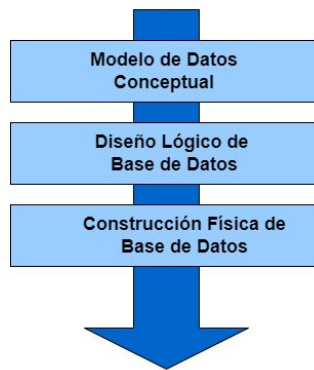 Modelo de Datos
Conceptual
Diseño Lógico de
Base de Datos
Construcción Física de
Base de Datos